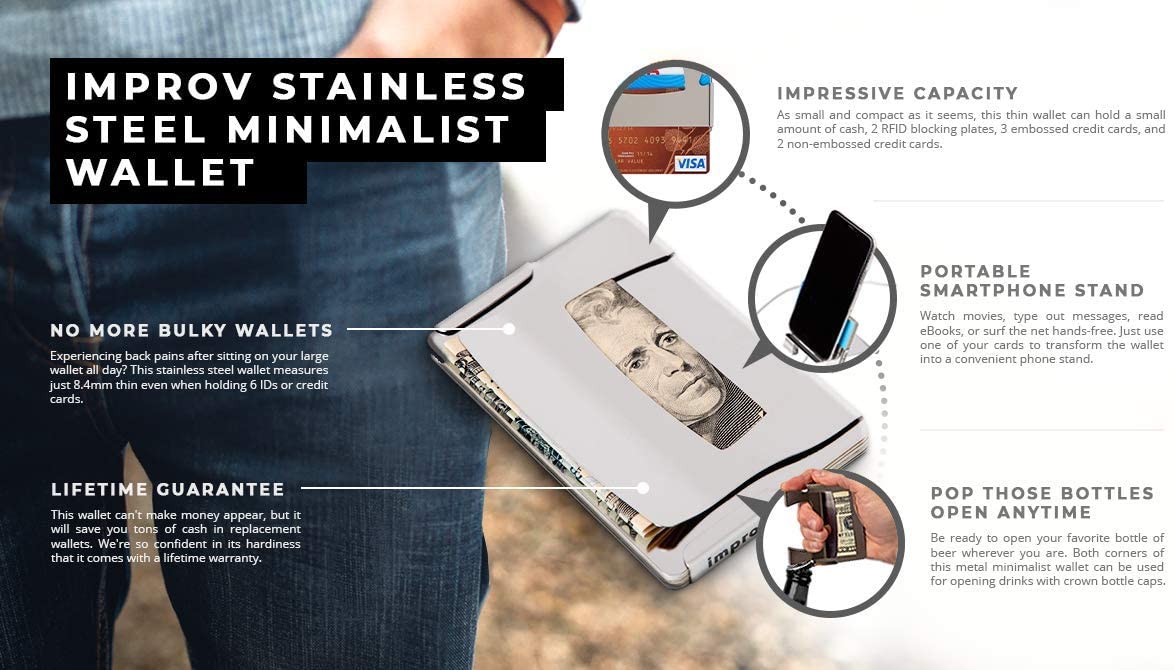 IMPROV STAINLESS
STEEL MINIMALIST
WALLET
NO MORE BULKY WALLETS
Experiencing back pains after sitting on your large
wallet all day? This stainless steel wallet measures
just 8.4mm thin even when holding 6 IDs or credit
cards.
LIFETIME GUARANTEE
This wallet can't make money appear, but it
will save you tons of cash in replacement
wallets. We're so confident in its hardiness
that it comes with a lifetime warranty.
IMPRESSIVE CAPACITY
As small and compact as it seems, this thin wallet can hold a small
amount of cash, 2 RFID blocking plates, 3 embossed credit cards, and
2 non-embossed credit cards.
5702 4093
VISA
PORTABLE
SMARTPHONE STAND
Watch movies, type out messages, read
eBooks, or surf the net hands-free. Just use
one of your cards to transform the wallet
into a convenient phone stand.
POP THOSE BOTTLES
OPEN ANYTIME
Be ready to open your favorite bottle of
beer wherever you are. Both corners of
this metal minimalist wallet can be used
for opening drinks with crown bottle caps.
impro